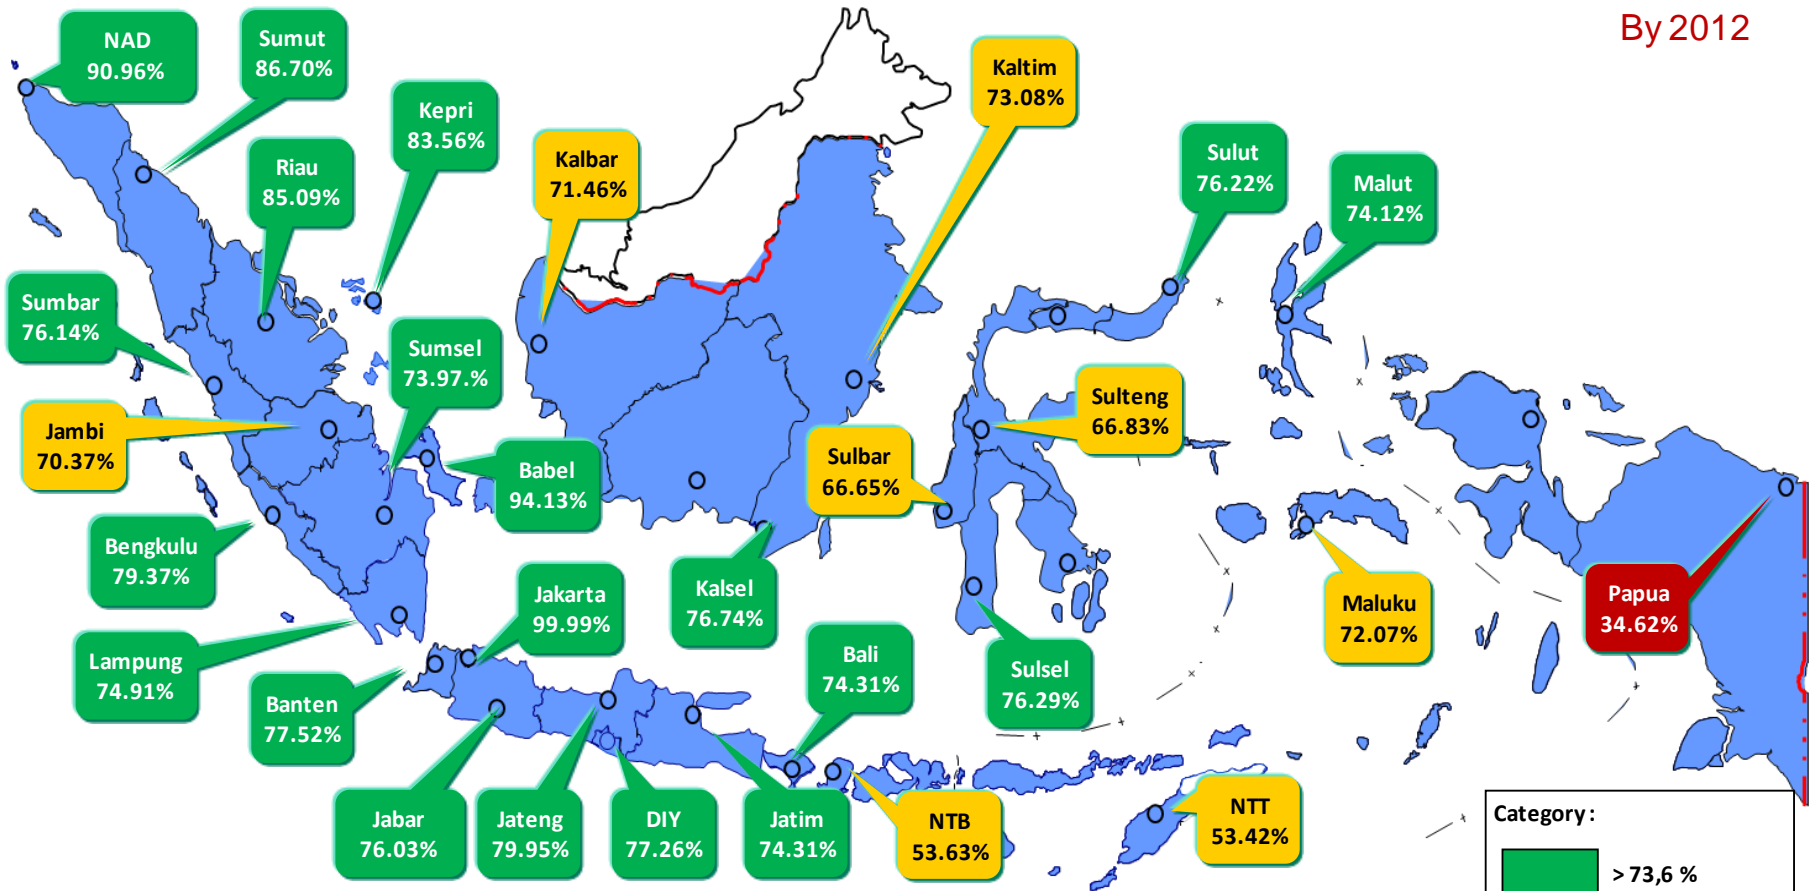 By 2012
NAD
90.96%
Sumut
86.70%
Kepri
83.56%
Riau
85.09%
Kalbar
71.46%
Kaltim
73.08%
Sulut
76.22%
Malut
74.12%
Sumbar
76.14%
Sumsel
73.97.%
Jambi
70.37%
Babel
94.13%
Sulbar
66.65%
Sulteng
66.83%
Bengkulu
79.37%
Jakarta
99.99%
Kalsel
76.74%
Maluku
72.07%
Papua
34.62%
Lampung
74.91%
Banten
77.52%
Bali
74.31%
Sulsel
76.29%
Jabar
76.03%
Jateng
79.95%
DIY
77.26%
Jatim
74.31%
NTB
53.63%
NTT
53.42%
Category :
> 73,6 %